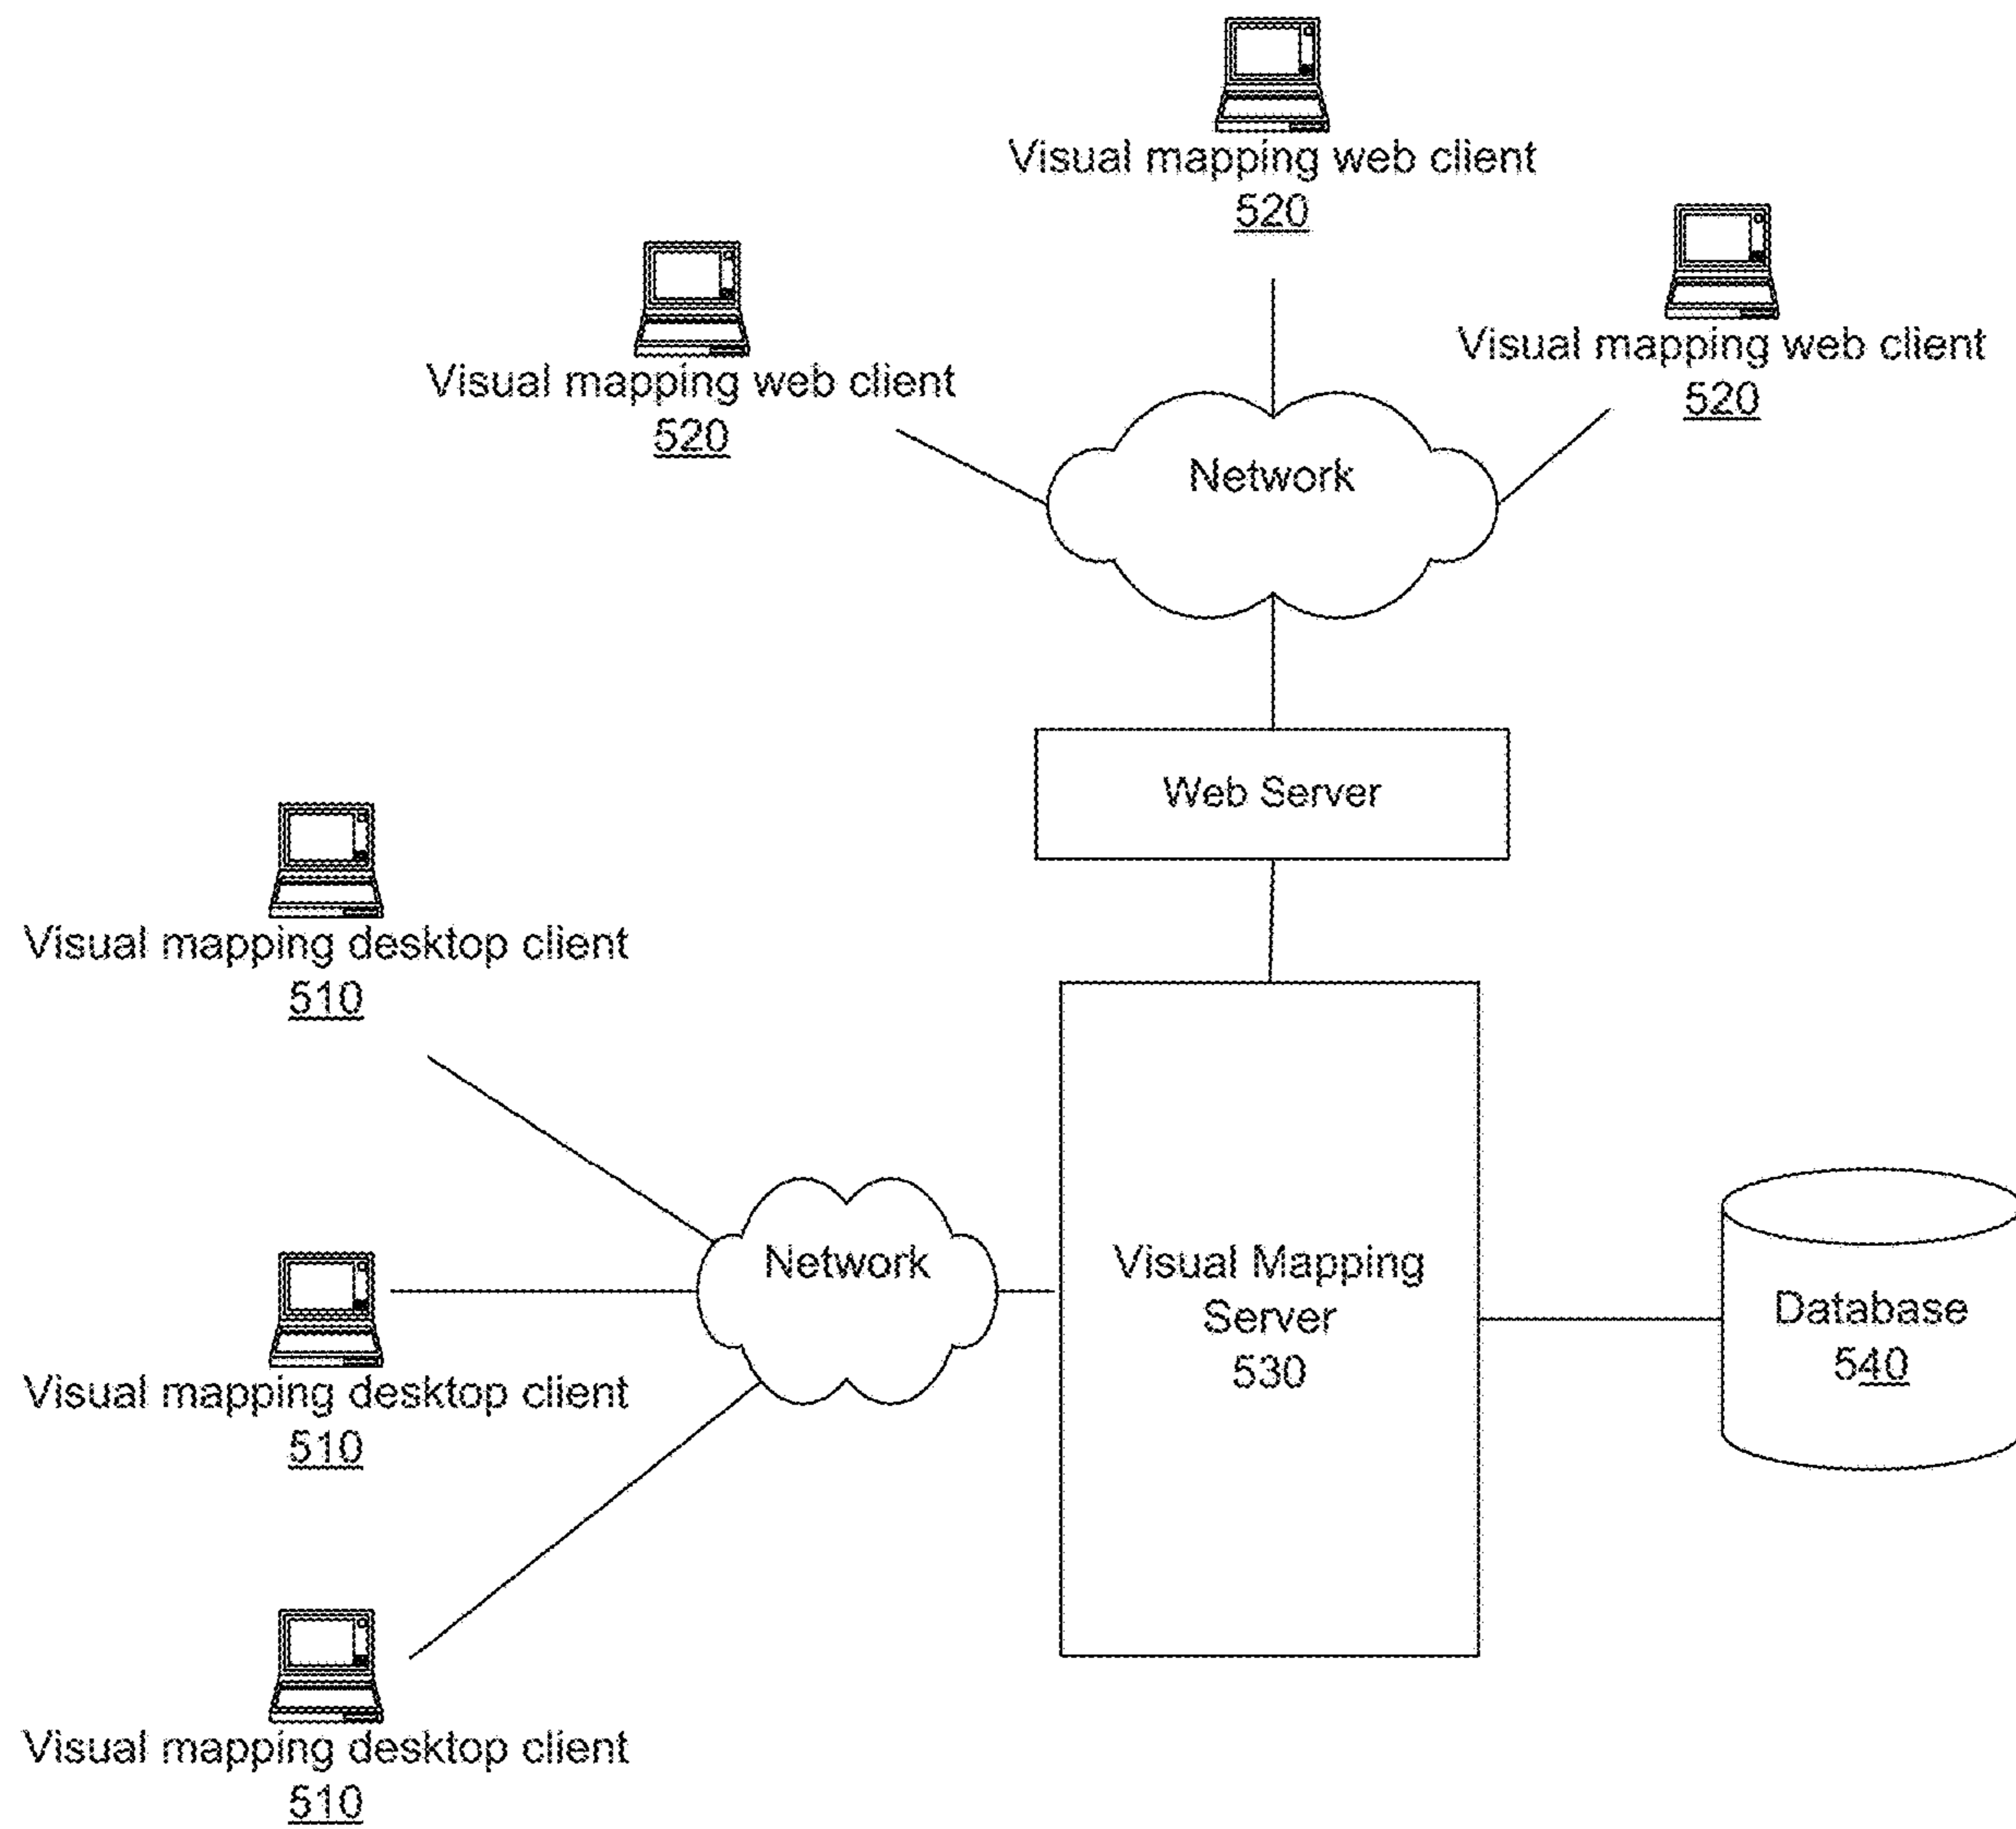 Visual mapping web client
520
Visual mapping web client
520
Visual mapping web client
520
Network
Web Server
Visual mapping desktop client
510
Visual mapping desktop client
510
Visual mapping desktop client
510
Network
Visual Mapping
Server
530
Database
540